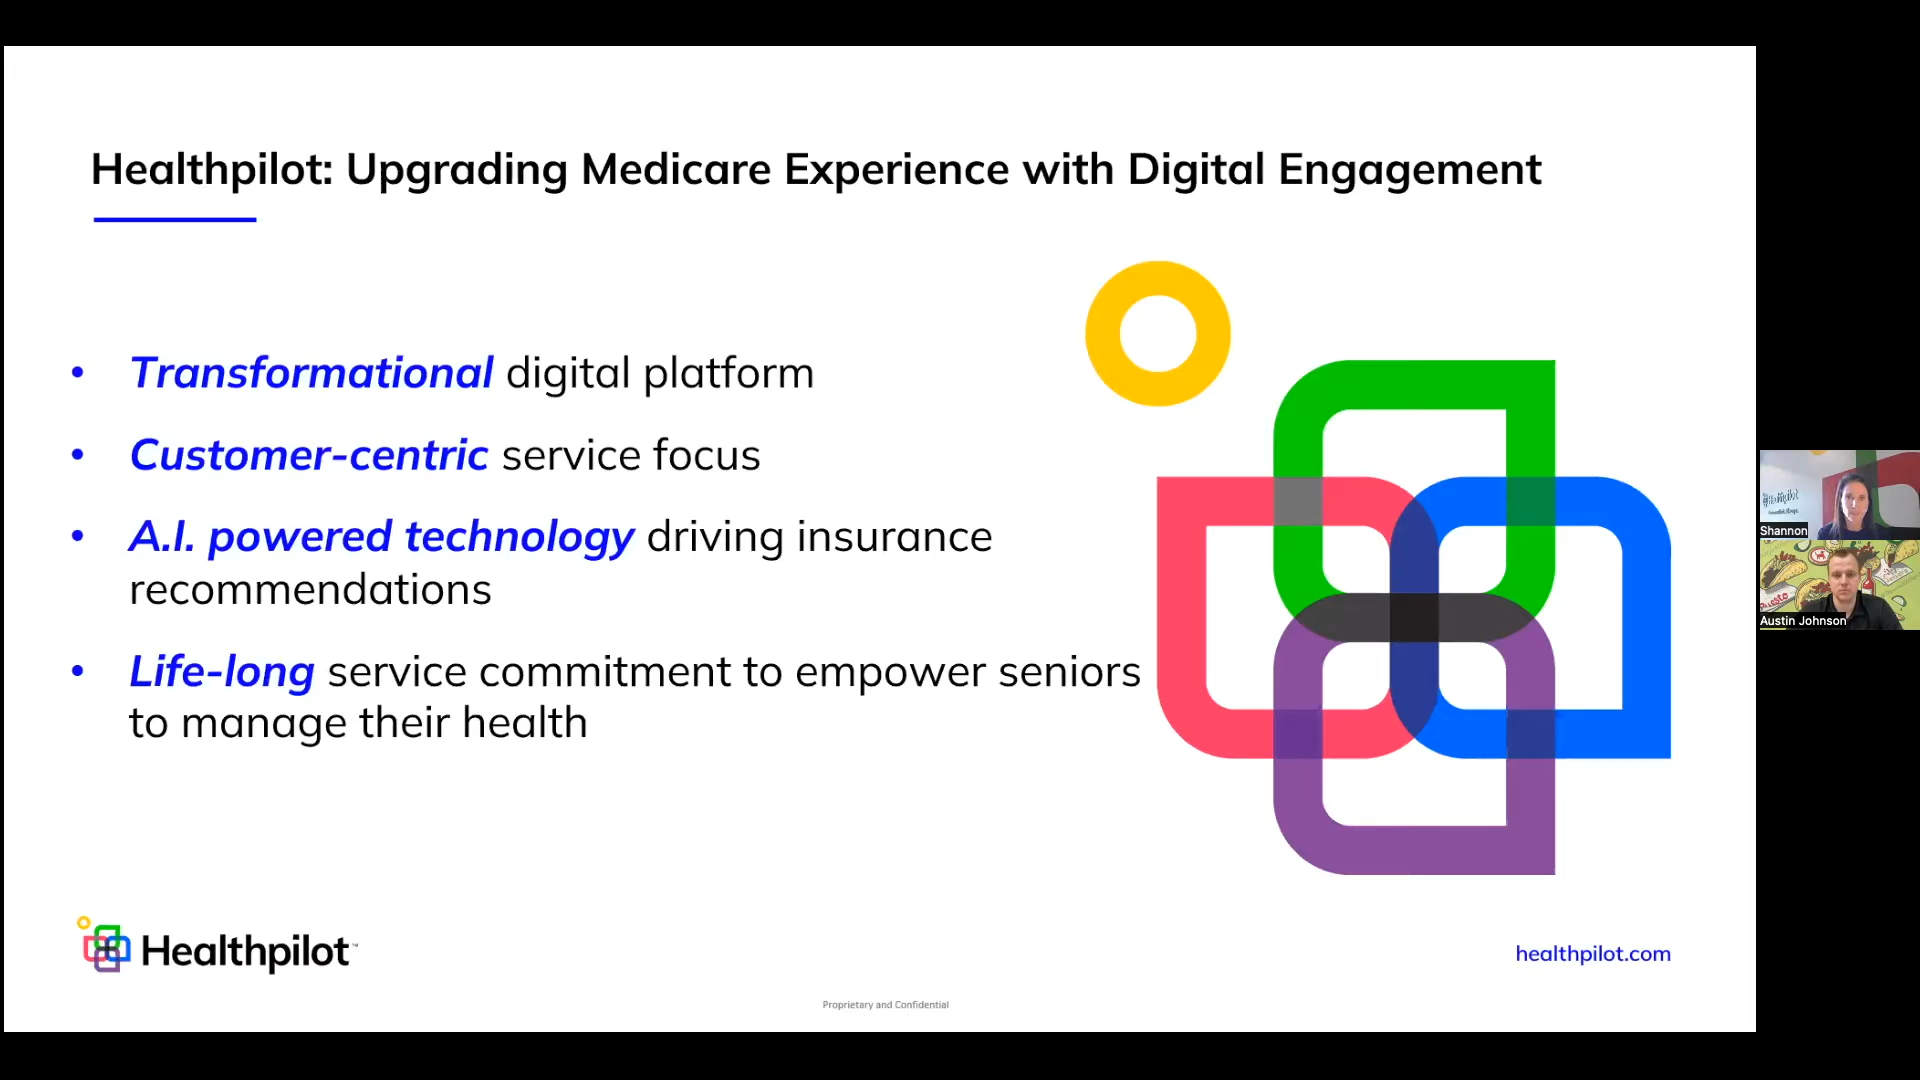 Healthpilot: Upgrading Medicare Experience with Digital Engagement
• Transformational digital platform
• Customer-centric service focus
• A.I. powered technology driving insurance
recommendations
• Life-long service commitment to empower seniors
to manage their health
Healthpilot™
healthpilot.com
Proprietary and Confidential
Healthpilot
Shannon
Austin Johnson